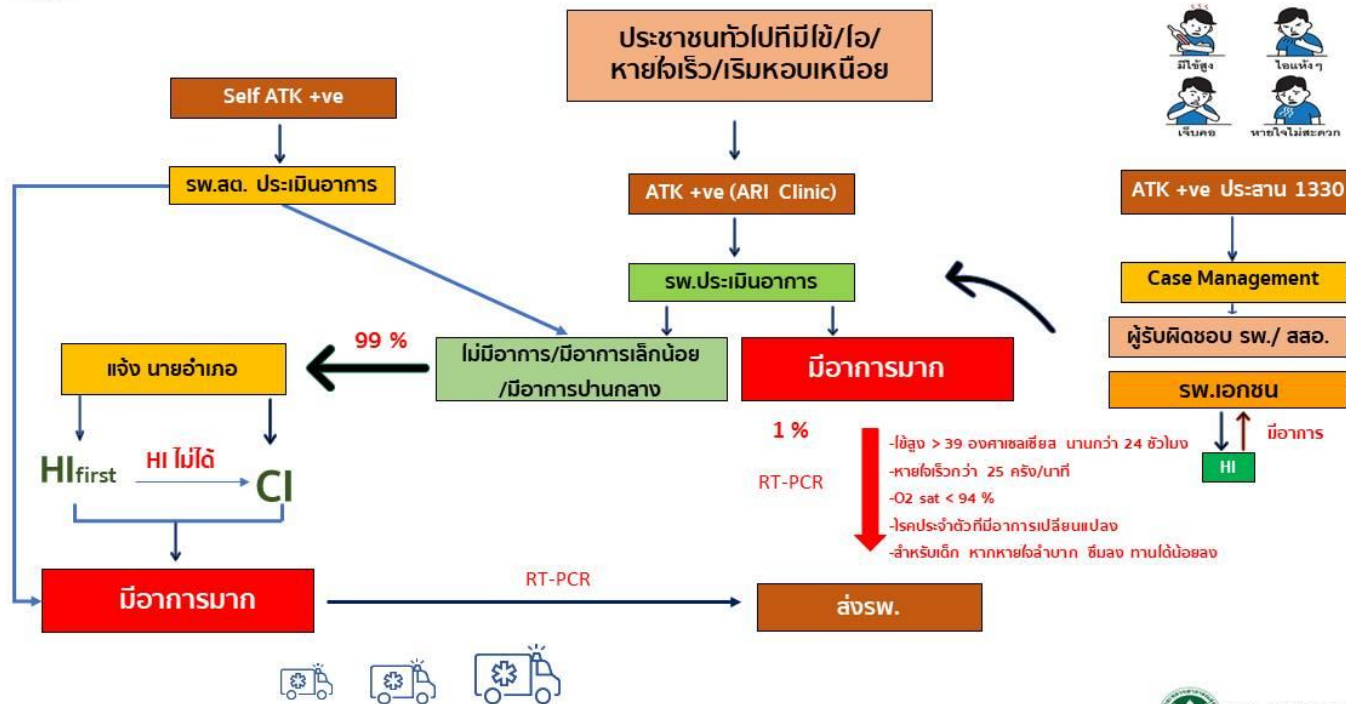 ประชาชนทั่วไปที่มีไข้/ไอ/
หายใจเร็ว/เริ่มหอบเหนื่อย
มีไข้สูง
ไอแห้งๆ
เจ็บคอ
หายใจไม่สะดวก
Self ATK +ve
รพ.สต. ประเมินอาการ
ATK +ve (ARI Clinic)
ATK +ve ประสาน 1330
รพ.ประเมินอาการ
Case Management
ผู้รับผิดชอบ รพ./ สสอ.
รพ.เอกชน
มีอาการ
HI
99 %
ไม่มีอาการ/มีอาการเล็กน้อย
/มีอาการปานกลาง
มีอาการมาก
แจ้ง นายอำเภอ
HIfirst
HI ไม่ได้
CI
1 %
RT-PCR
-ไข้สูง > 39 องศาเซลเซียส นานกว่า 24 ชั่วโมง
-หายใจเร็วกว่า 25 ครั้ง/นาที
-O2 sat < 94 %
-โรคประจำตัวที่มีอาการเปลี่ยนแปลง
-สำหรับเด็ก หากหายใจลำบาก ซึมลง ทานได้น้อยลง
มีอาการมาก
RT-PCR
ส่งรพ.